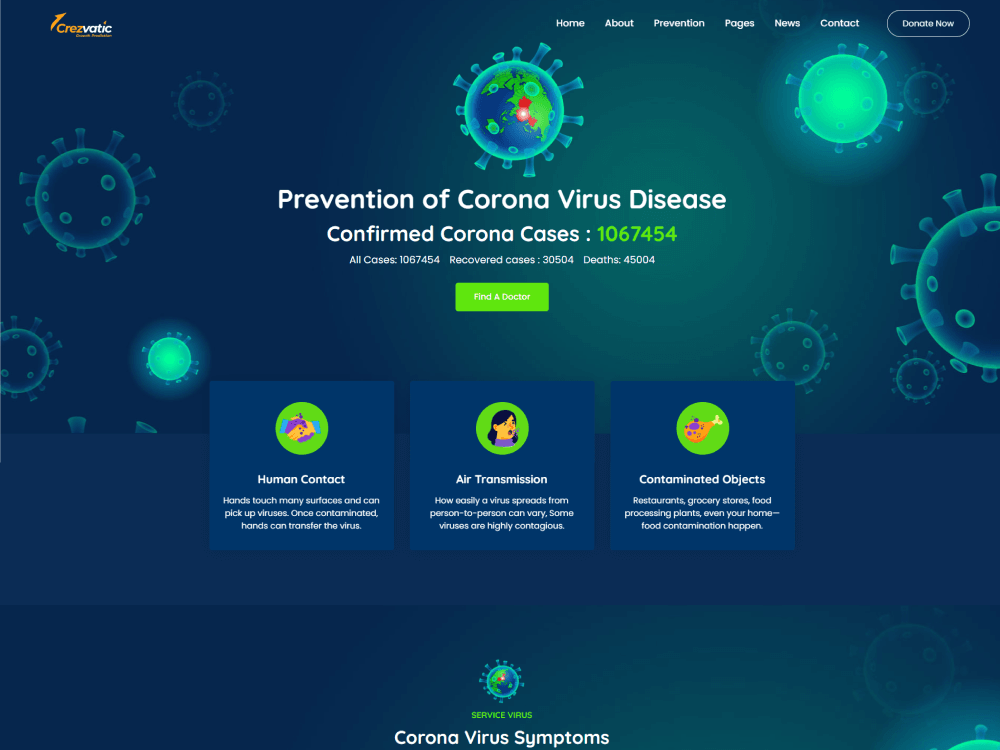 Crezvatic
Home About Prevention Pages News Contact Donate Now
Prevention of Corona Virus Disease
Confirmed Corona Cases : 1067454
All Cases: 1067454 Recovered cases : 30504 Deaths: 45004
Find A Doctor
Human Contact
Hands touch many surfaces and can
pick up viruses. Once contaminated,
hands can transfer the virus.
Air Transmission
How easily a virus spreads from
person-to-person can vary, Some
viruses are highly contagious.
Contaminated Objects
Restaurants, grocery stores, food
processing plants, even your home—
food contamination happen.
SERVICE VIRUS
Corona Virus Symptoms